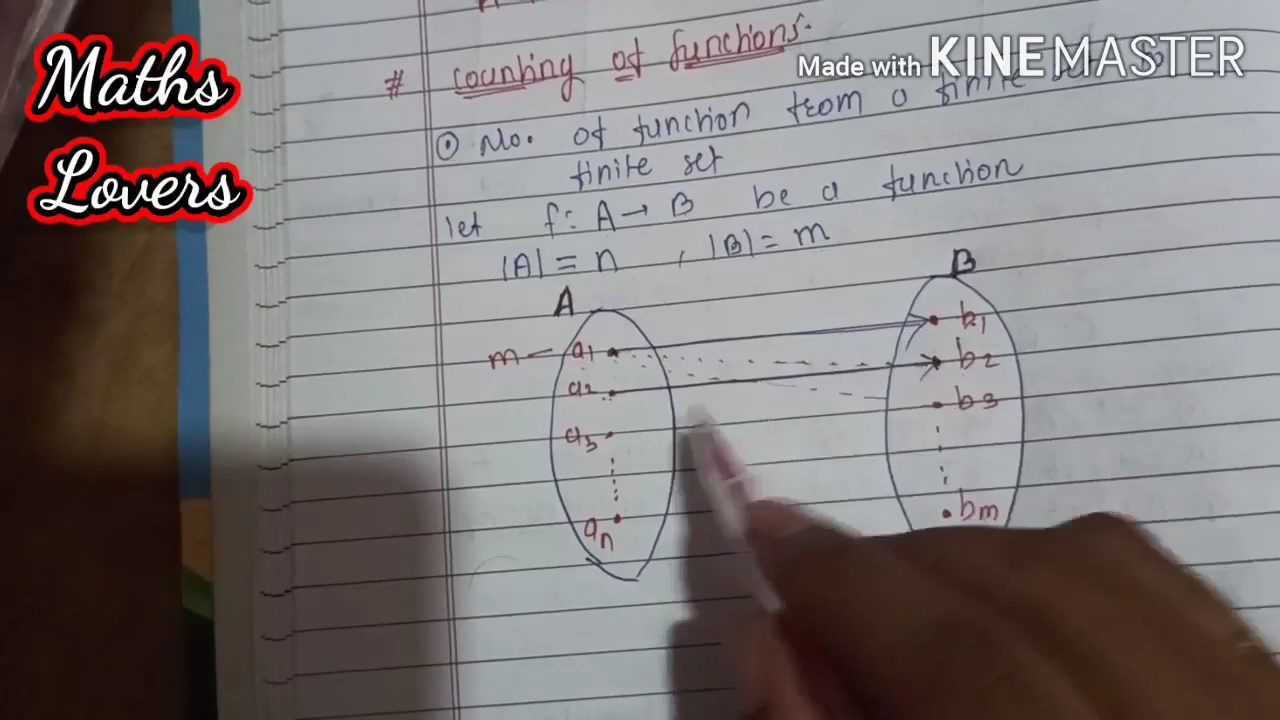 Maths
Lovers
Made with KINEMASTER
# Counting of functions.
⊙ No. of function from a finite set
finite set
let f: A → B be a function
|A| = n , |B| = m
A
B
m - a1
b1
b2
a2
b3
a3
an
bm